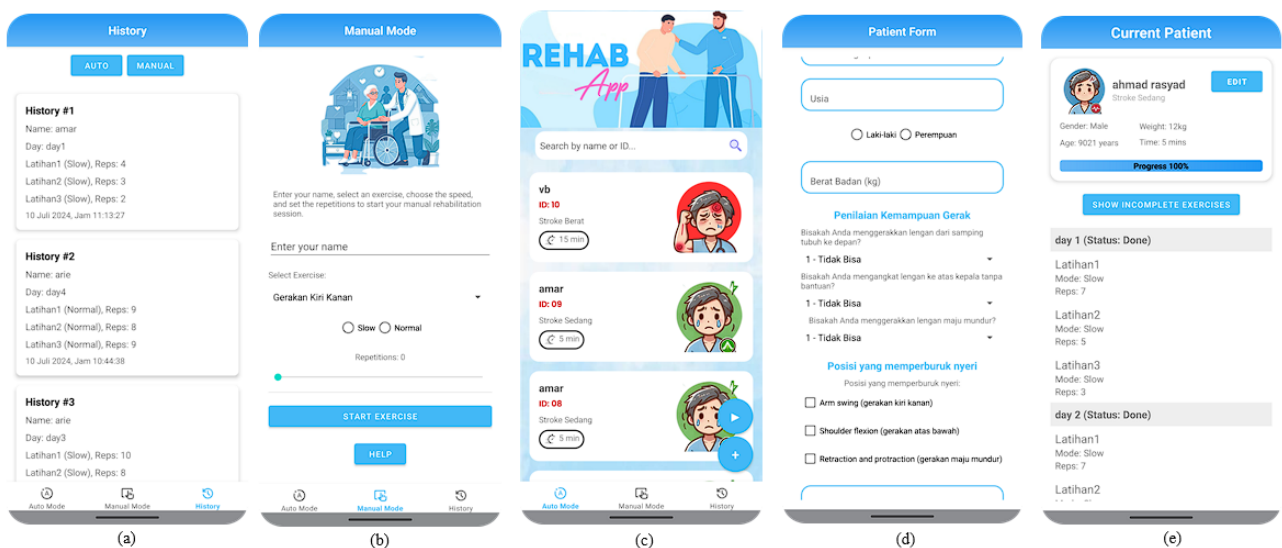 History
AUTO
MANUAL
History #1
Name: amar
Day: day1
Latihan1 (Slow), Reps: 4
Latihan2 (Slow), Reps: 3
Latihan3 (Slow), Reps: 2
10 Juli 2024, Jam 11:13:27
History #2
Name: arie
Day: day4
Latihan1 (Normal), Reps: 9
Latihan2 (Normal), Reps: 8
Latihan3 (Normal), Reps: 9
10 Juli 2024, Jam 10:44:38
History #3
Name: arie
Day: day3
Latihan1 (Slow), Reps: 10
Latihan2 (Slow), Reps: 8
Auto Mode
Manual Mode
History
(a)
Manual Mode
Enter your name, select an exercise, choose the speed,
and set the repetitions to start your manual rehabilitation
session.
Enter your name
Select Exercise:
Gerakan Kiri Kanan
Slow
Normal
Repetitions: 0
START EXERCISE
HELP
Auto Mode
Manual Mode
History
(b)
REHAB
App
Search by name or ID...
vb
ID: 10
Stroke Berat
15 min
amar
ID: 09
Stroke Sedang
5 min
amar
ID: 08
Stroke Sedang
5 min
Auto Mode
Manual Mode
History
(c)
Patient Form
Usia
Laki-laki
Perempuan
Berat Badan (kg)
Penilaian Kemampuan Gerak
Bisakah Anda menggerakkan lengan dari samping
tubuh ke depan?
1 - Tidak Bisa
Bisakah Anda mengangkat lengan ke atas kepala tanpa
bantuan?
1 - Tidak Bisa
Bisakah Anda menggerakkan lengan maju mundur?
1 - Tidak Bisa
Posisi yang memperburuk nyeri
Posisi yang memperburuk nyeri:
Arm swing (gerakan kiri kanan)
Shoulder flexion (gerakan atas bawah)
Retraction and protraction (gerakan maju mundur)
(d)
Current Patient
ahmad rasyad
EDIT
Stroke Sedang
Gender: Male
Weight: 12kg
Age: 9021 years
Time: 5 mins
Progress 100%
SHOW INCOMPLETE EXERCISES
day 1 (Status: Done)
Latihan1
Mode: Slow
Reps: 7
Latihan2
Mode: Slow
Reps: 5
Latihan3
Mode: Slow
Reps: 3
day 2 (Status: Done)
Latihan1
Mode: Slow
Reps: 7
Latihan2
(e)